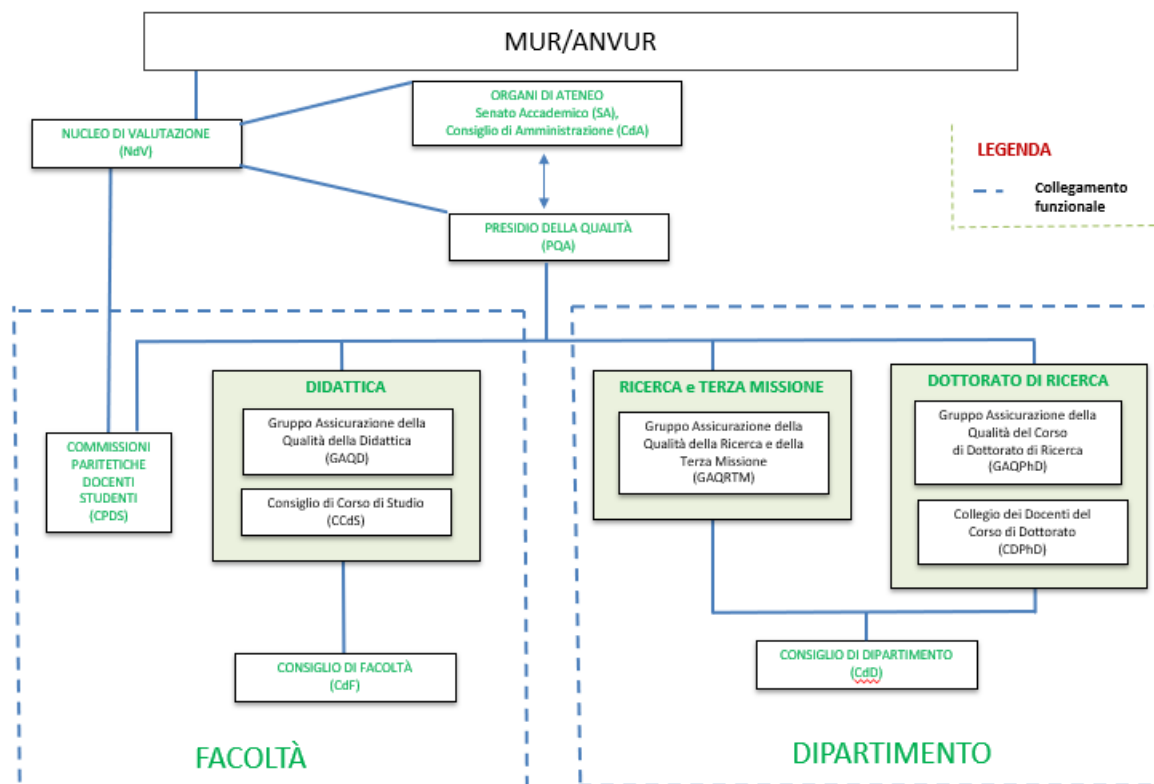 MUR/ANVUR
ORGANI DI ATENEO
Senato Accademico (SA),
Consiglio di Amministrazione (CdA)
NUCLEO DI VALUTAZIONE
(NdV)
LEGENDA
Collegamento
funzionale
PRESIDIO DELLA QUALITÀ
(PQA)
DIDATTICA
Gruppo Assicurazione della
Qualità della Didattica
(GAQD)
Consiglio di Corso di Studio
(CCdS)
COMMISSIONI
PARITETICHE
DOCENTI
STUDENTI
(CPDS)
CONSIGLIO DI FACOLTÀ
(CdF)
FACOLTÀ
RICERCA e TERZA MISSIONE
Gruppo Assicurazione della
Qualità della Ricerca e della
Terza Missione
(GAQRTM)
DOTTORATO DI RICERCA
Gruppo Assicurazione della
Qualità del Corso
di Dottorato di Ricerca
(GAQPhD)
Collegio dei Docenti del
Corso di Dottorato
(CDPhD)
CONSIGLIO DI DIPARTIMENTO
(CdD)
DIPARTIMENTO